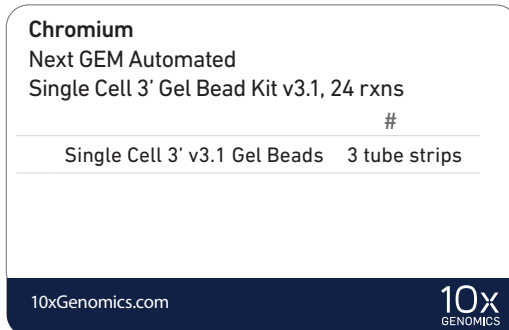 Chromium
Next GEM Automated
Single Cell 3’ Gel Bead Kit v3.1, 24 rxns
#
Single Cell 3’ v3.1 Gel Beads 3 tube strips
10xGenomics.com
10x
GENOMICS